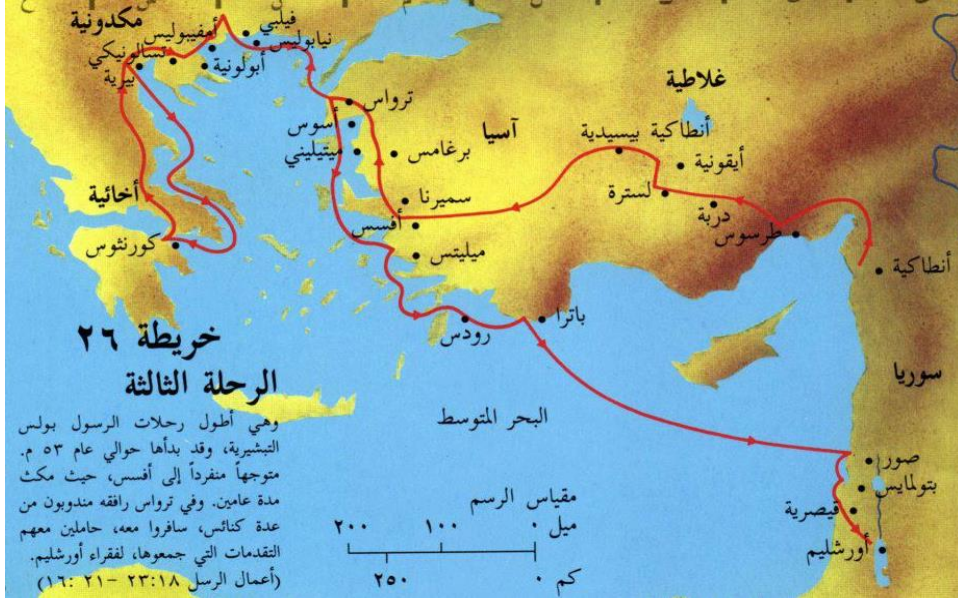 مكدونية
فيلبي
أمفيبوليس
نيابوليس
تسالونيكي
أبولونية
بيرية
غلاطية
ترواس
آسيا
أنطاكية بيسيدية
أسوس
ميتيليني
برغامس
أيقونية
أخائية
سميرنا
لسترة
دربة
أفسس
طرسوس
كورنثوس
ميليتس
أنطاكية
باترا
رودس
سوريا
خريطة ٢٦
الرحلة الثالثة
وهي أطول رحلات الرسول بولس
التبشيرية، وقد بدأها حوالي عام ٥٣ م.
متوجهاً منفرداً إلى أفسس، حيث مكث
مدة عامين. وفي ترواس رافقه مندوبون من
عدة كنائس، سافروا معه، حاملين معهم
التقدمات التي جمعوها، لفقراء أورشليم.
(أعمال الرسل ٢٣:١٨ -٢١ :١٦)
البحر المتوسط
صور
بتولمايس
قيصرية
أورشليم
مقياس الرسم
ميل ٠ ١٠٠ ٢٠٠
كم ٠ ٢٥٠